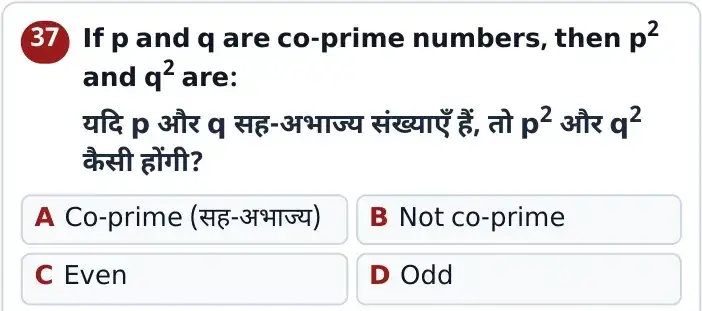 37 If p and q are co-prime numbers, then p²
and q² are:
यदि p और q सह-अभाज्य संख्याएँ हैं, तो p² और q²
कैसी होंगी?
A Co-prime (सह-अभाज्य) B Not co-prime
C Even D Odd